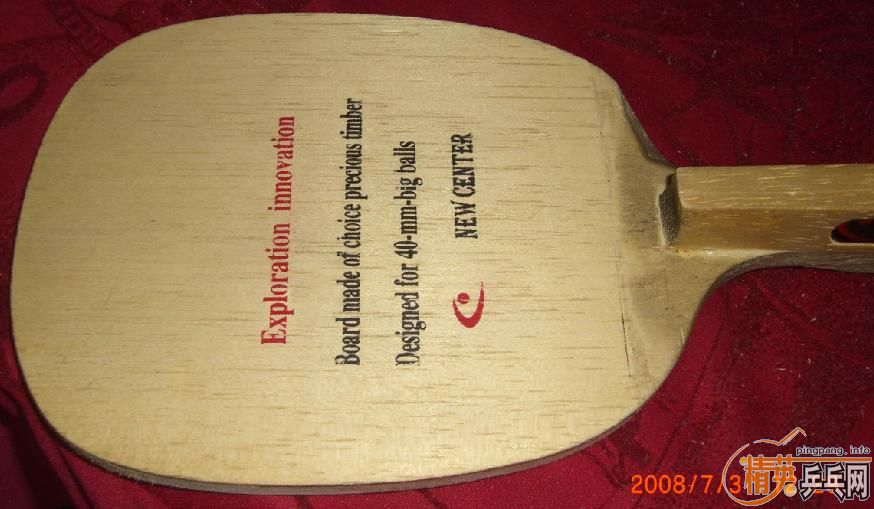 Exploration innovation
Board made of choice precious timber
Designed for 40-mm-big balls
NEW CENTER
pingpang.info
精英乒乓网
2008/7/3